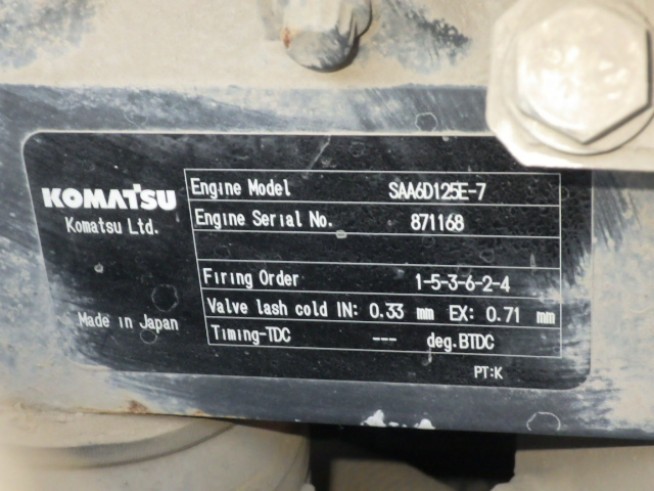 KOMATSU
Komatsu Ltd.
Engine Model SAA6D125E-7
Engine Serial No. 871168
Firing Order 1-5-3-6-2-4
Valve lash cold IN: 0.33 mm EX: 0.71 mm
Timing-TDC --- deg.BTDC
Made in Japan
PT:K